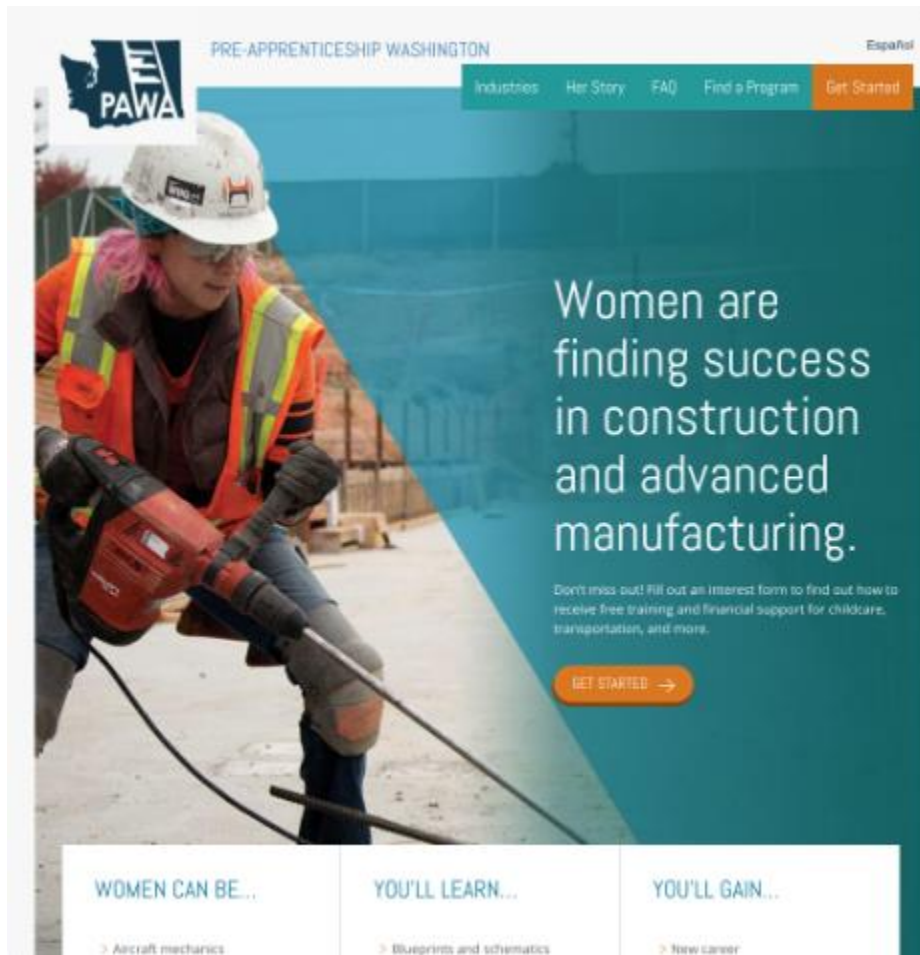 PAWA
PRE-APPRENTICESHIP WASHINGTON
Español
Industries Her Story FAQ Find a Program Get Started
Women are
finding success
in construction
and advanced
manufacturing.
Don't miss out! Fill out an interest form to find out how to
receive free training and financial support for childcare,
transportation, and more.
GET STARTED →
WOMEN CAN BE...
> Aircraft mechanics
YOU'LL LEARN...
> Blueprints and schematics
YOU'LL GAIN...
> New career